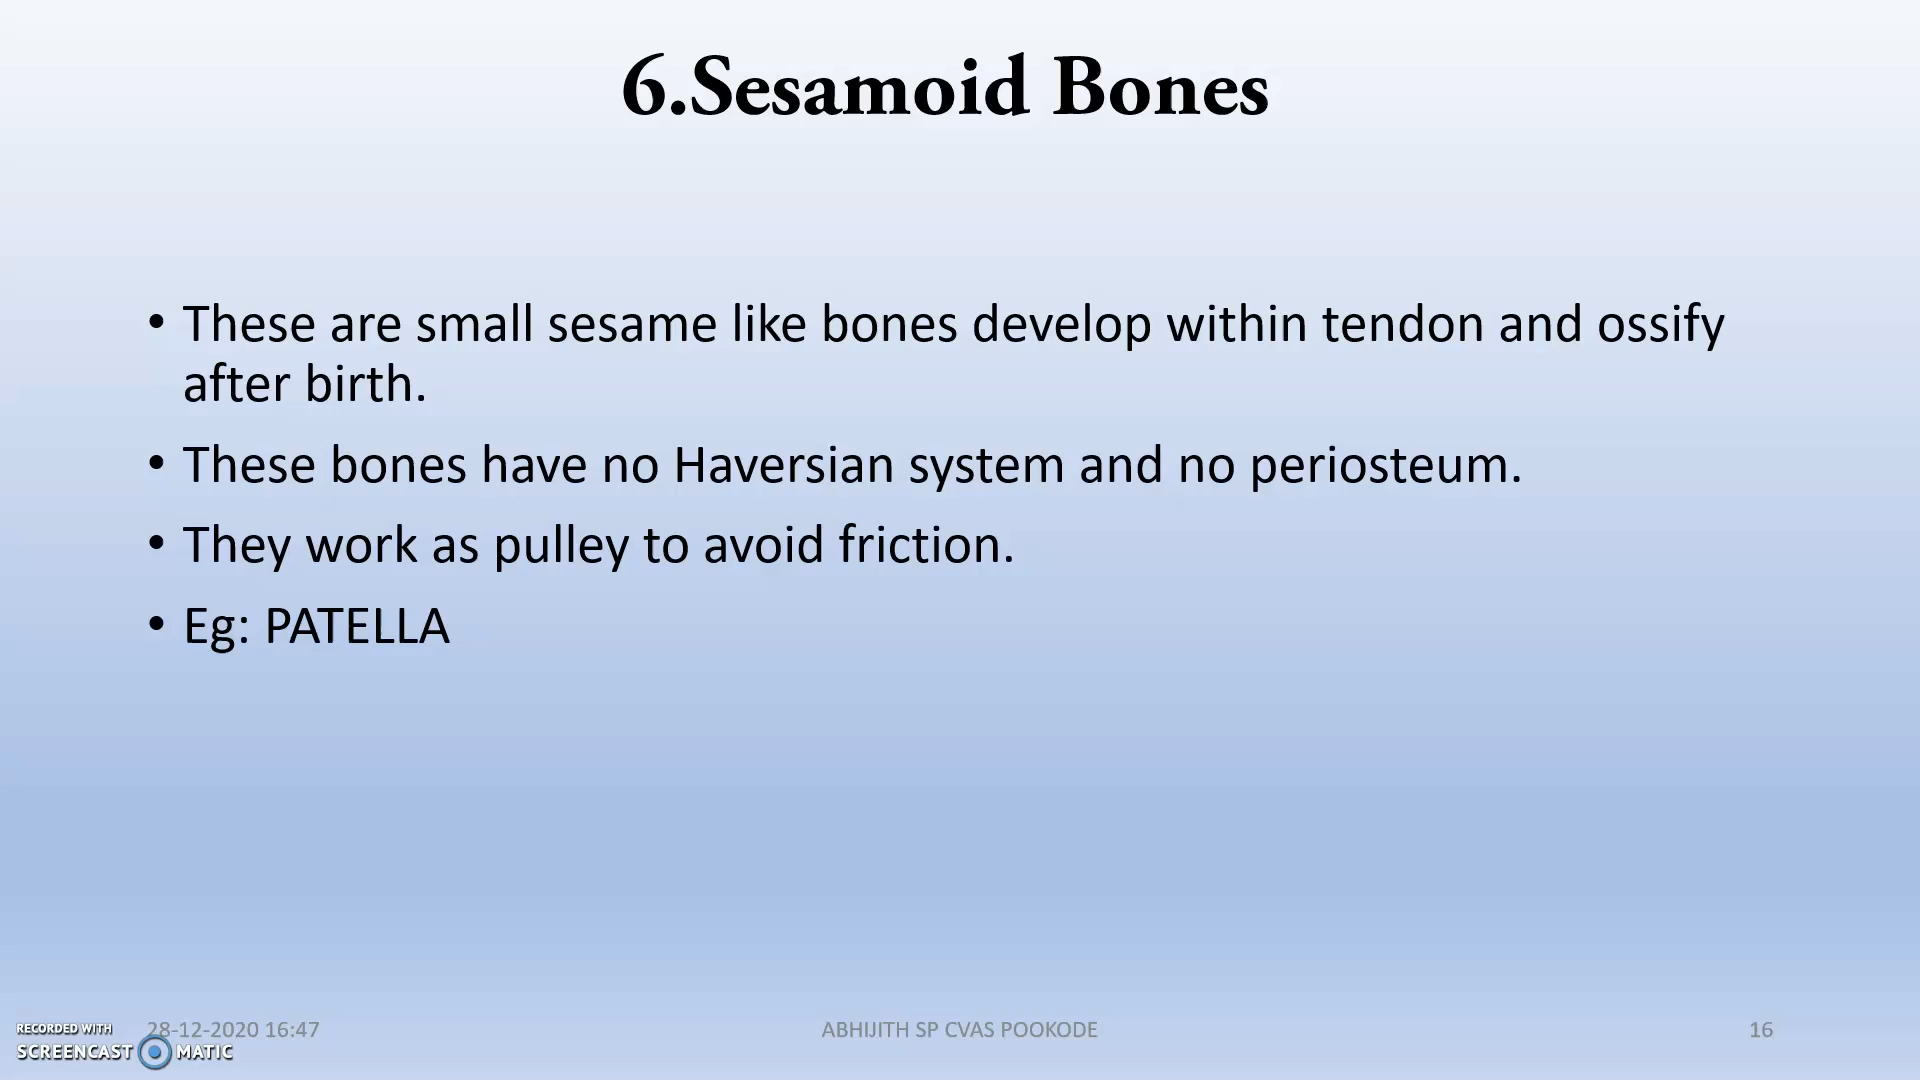 6.Sesamoid Bones
• These are small sesame like bones develop within tendon and ossify
after birth.
• These bones have no Haversian system and no periosteum.
• They work as pulley to avoid friction.
• Eg: PATELLA
28-12-2020 16:47
ABHIJITH SP CVAS POOKODE
16
RECORDED WITH
SCREENCAST MATIC